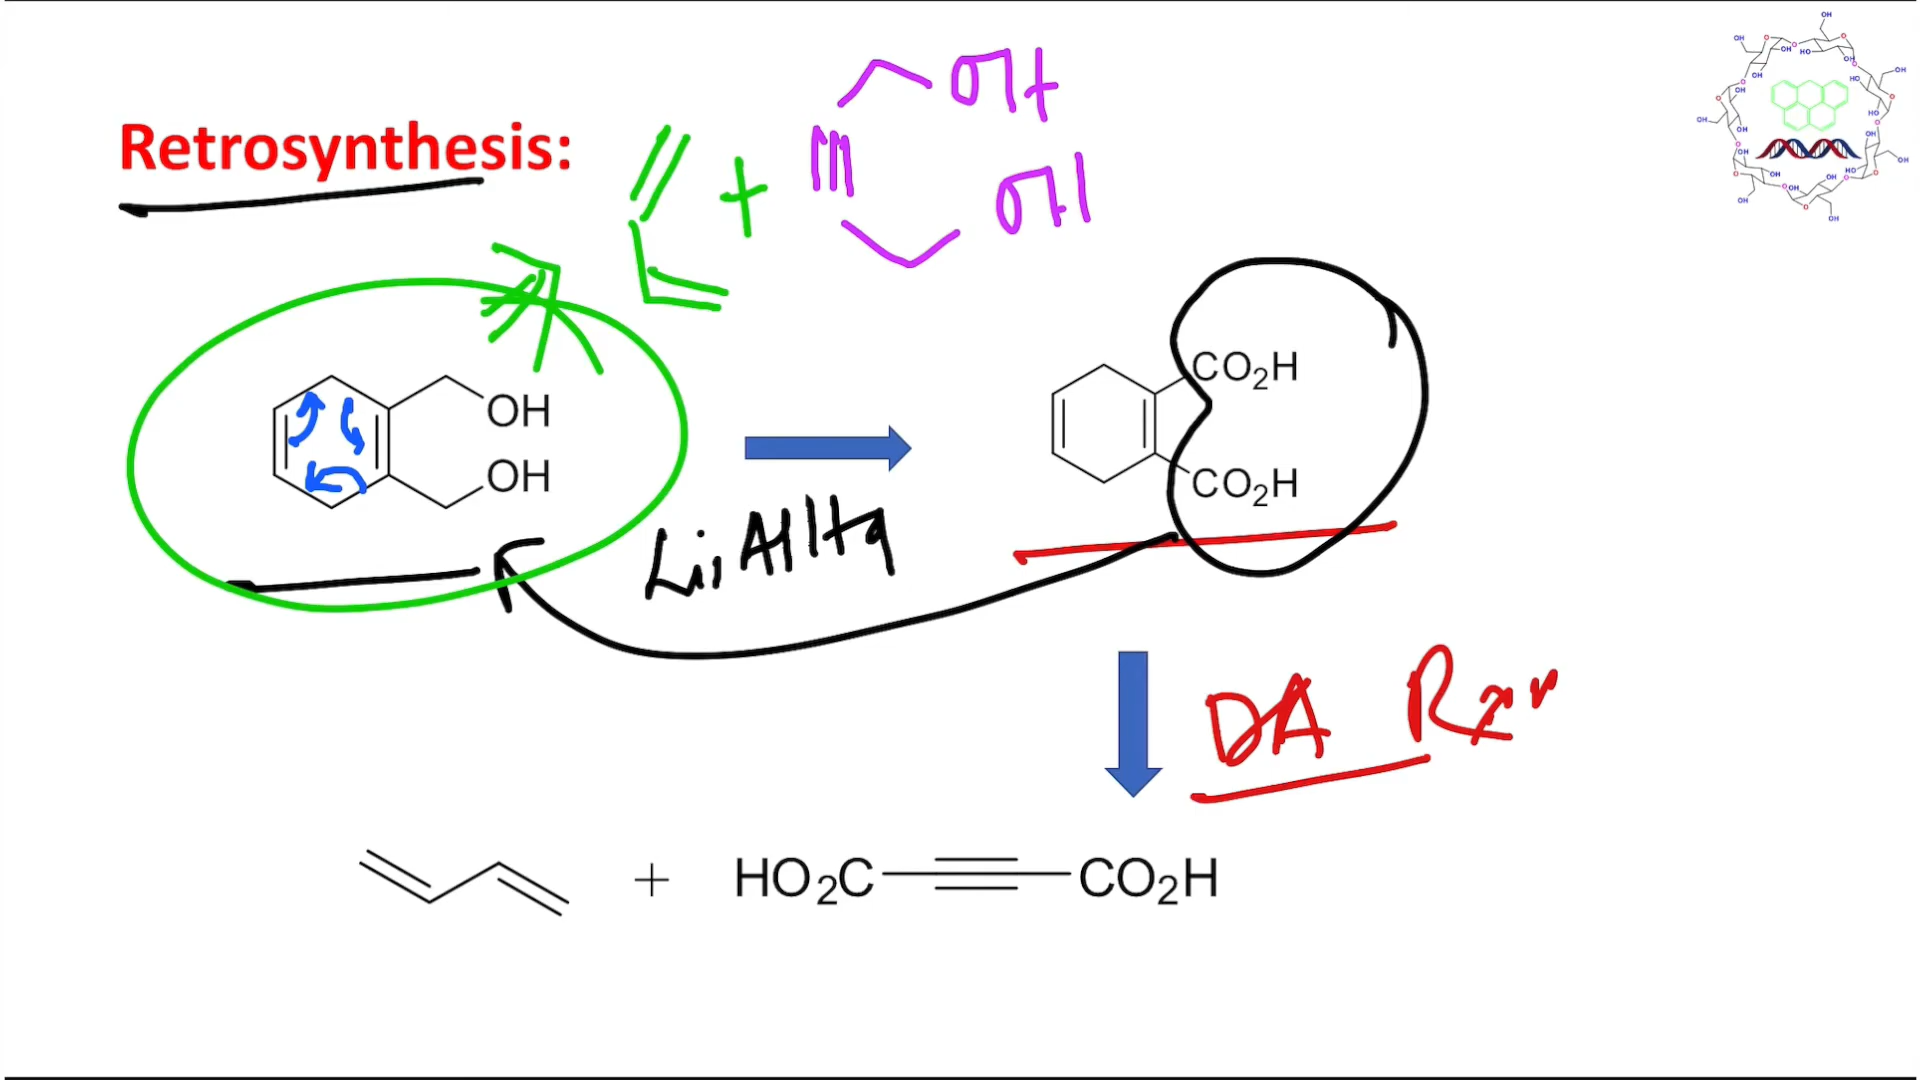 Retrosynthesis:
OH
+
OH
OH
OH
CO2H
CO2H
LiAlH4
DA Rxn
+
HO2C
CO2H